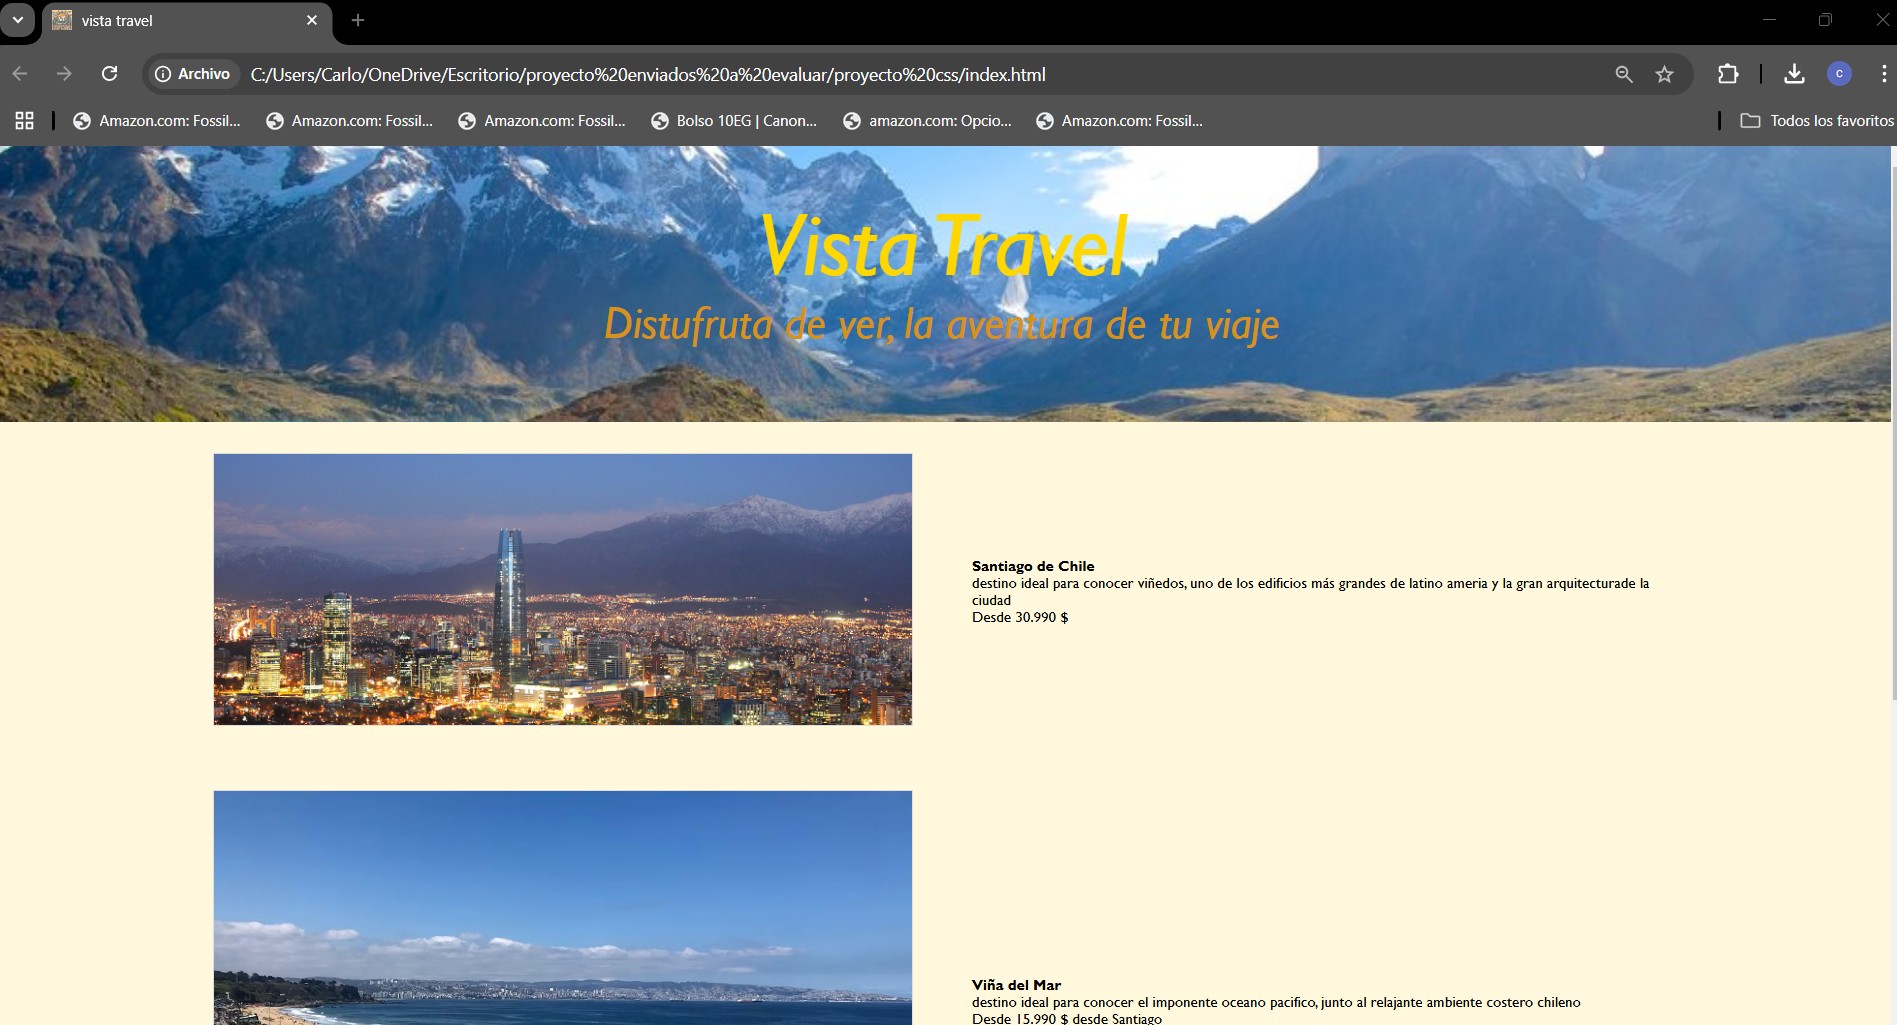 vista travel
Archivo
C:/Users/Carlo/OneDrive/Escritorio/proyecto%20enviados%20a%20evaluar/proyecto%20css/index.html
C
Amazon.com: Fossil...
Amazon.com: Fossil...
Amazon.com: Fossil...
Bolso 10EG | Canon...
amazon.com: Opcio...
Amazon.com: Fossil...
Todos los favoritos
Vista Travel
Distufruta de ver, la aventura de tu viaje
Santiago de Chile
destino ideal para conocer viñedos, uno de los edificios más grandes de latino ameria y la gran arquitecturade la
ciudad
Desde 30.990 $
Viña del Mar
destino ideal para conocer el imponente oceano pacifico, junto al relajante ambiente costero chileno
Desde 15.990 $ desde Santiago